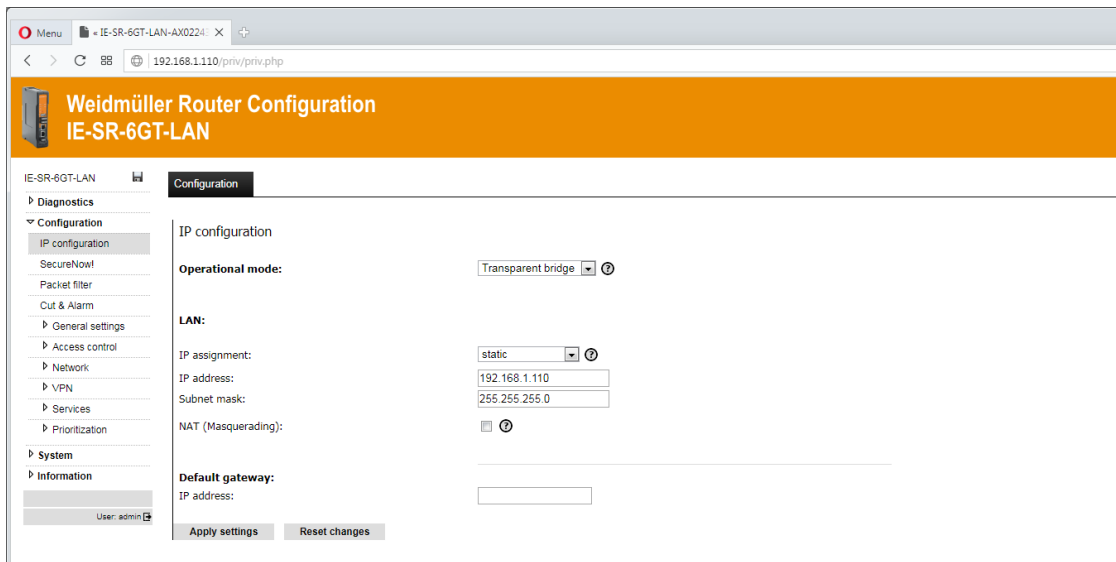 Menu
« IE-SR-6GT-LAN-AX0224
192.168.1.110/priv/priv.php
Weidmüller Router Configuration
IE-SR-6GT-LAN
IE-SR-6GT-LAN
Configuration
Diagnostics
Configuration
IP configuration
SecureNow!
Packet filter
Cut & Alarm
General settings
Access control
Network
VPN
Services
Prioritization
System
Information
User: admin
IP configuration
Operational mode: Transparent bridge ?
LAN:
IP assignment: static ?
IP address: 192.168.1.110
Subnet mask: 255.255.255.0
NAT (Masquerading): ?
Default gateway:
IP address:
Apply settings Reset changes